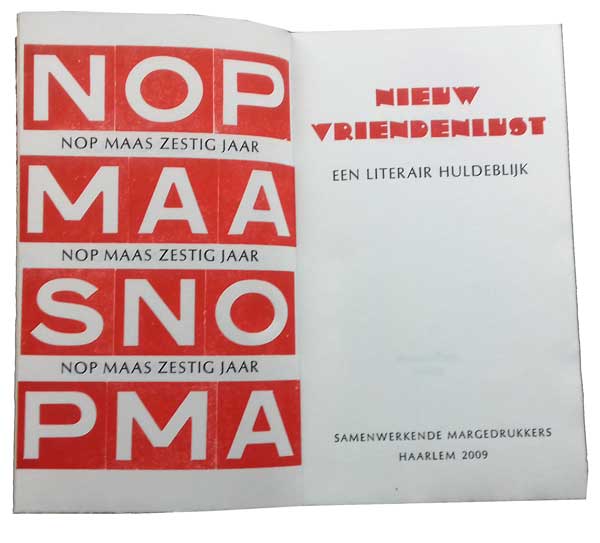 NOP
NOP MAAS ZESTIG JAAR
MAA
NOP MAAS ZESTIG JAAR
SNO
NOP MAAS ZESTIG JAAR
PMA
NIEUW
VRIENDENLUST
EEN LITERAIR HULDEBLIJK
SAMENWERKENDE MARGEDRUKKERS
HAARLEM 2009